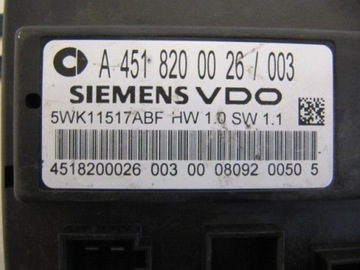 A 451 820 00 26 / 003
SIEMENS VDO
5WK11517ABF HW 1.0 SW 1.1
4518200026 003 00 08092 0050 5